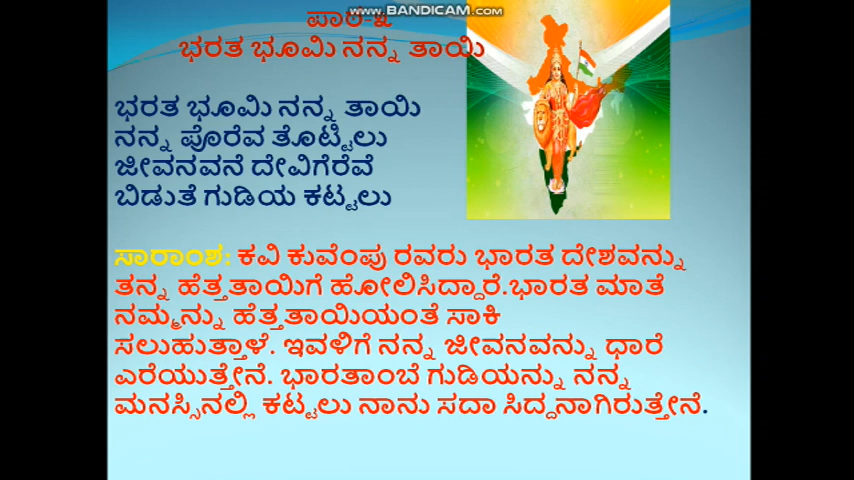 WWW.BANDICAM.COM
ಪಾಠ-೩
ಭರತ ಭೂಮಿ ನನ್ನ ತಾಯಿ
ಭರತ ಭೂಮಿ ನನ್ನ ತಾಯಿ
ನನ್ನ ಪೊರೆವ ತೊಟ್ಟಿಲು
ಜೀವನವನೆ ದೇವಿಗೆರೆವೆ
ಬಿಡುತೆ ಗುಡಿಯ ಕಟ್ಟಲು
ಸಾರಾಂಶ: ಕವಿ ಕುವೆಂಪು ರವರು ಭಾರತ ದೇಶವನ್ನು
ತನ್ನ ಹೆತ್ತತಾಯಿಗೆ ಹೋಲಿಸಿದ್ದಾರೆ.ಭಾರತ ಮಾತೆ
ನಮ್ಮನ್ನು ಹೆತ್ತತಾಯಿಯಂತೆ ಸಾಕಿ
ಸಲುಹುತ್ತಾಳೆ. ಇವಳಿಗೆ ನನ್ನ ಜೀವನವನ್ನು ಧಾರೆ
ಎರೆಯುತ್ತೇನೆ. ಭಾರತಾಂಬೆ ಗುಡಿಯನ್ನು ನನ್ನ
ಮನಸ್ಸಿನಲ್ಲಿ ಕಟ್ಟಲು ನಾನು ಸದಾ ಸಿದ್ದನಾಗಿರುತ್ತೇನೆ.